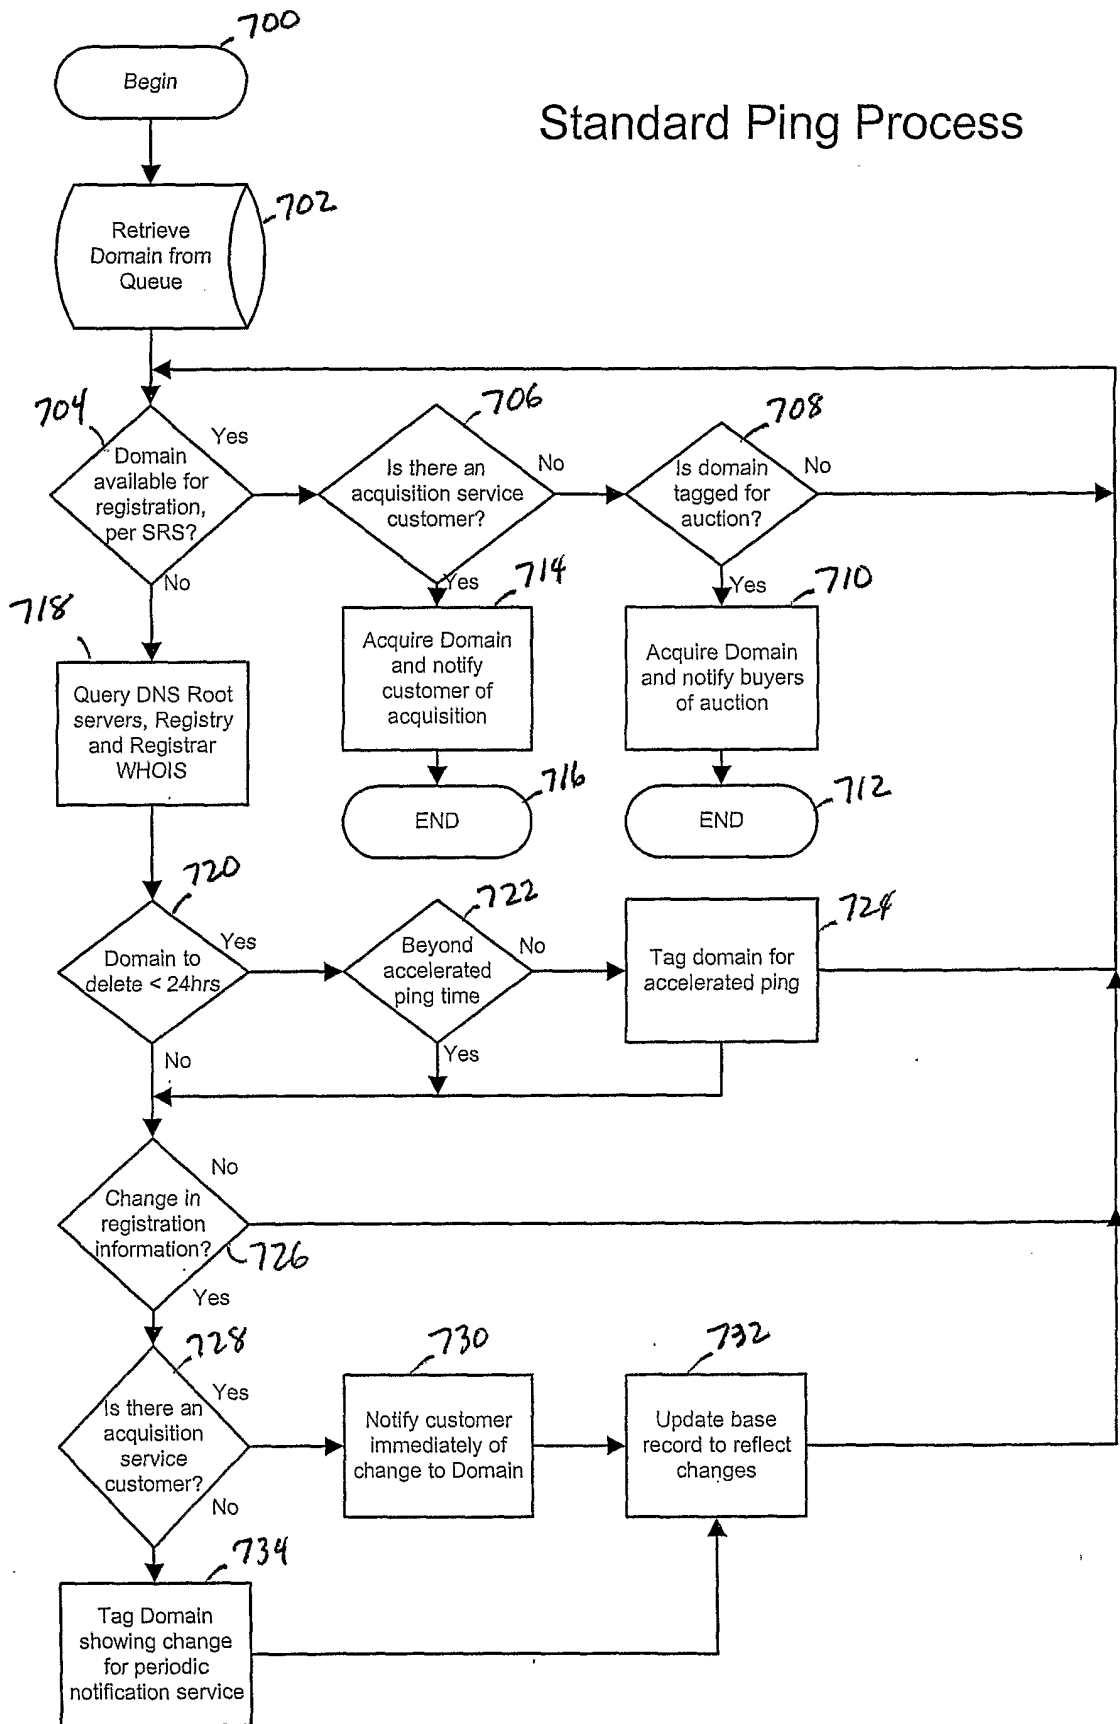 700
Begin
Standard Ping Process
702
Retrieve
Domain from
Queue
704
Yes
Domain
available for
registration,
per SRS?
No
706
Is there an
acquisition service
customer?
No
Yes
708
Is domain
tagged for
auction?
No
Yes
718
Query DNS Root
servers, Registry
and Registrar
WHOIS
714
Acquire Domain
and notify
customer of
acquisition
710
Acquire Domain
and notify buyers
of auction
716
END
712
END
720
Yes
Domain to
delete < 24hrs
No
722
Beyond
accelerated
ping time
No
Yes
724
Tag domain for
accelerated ping
No
Change in
registration
information?
726
Yes
728
Yes
Is there an
acquisition
service
customer?
No
730
Notify customer
immediately of
change to Domain
732
Update base
record to reflect
changes
734
Tag Domain
showing change
for periodic
notification service